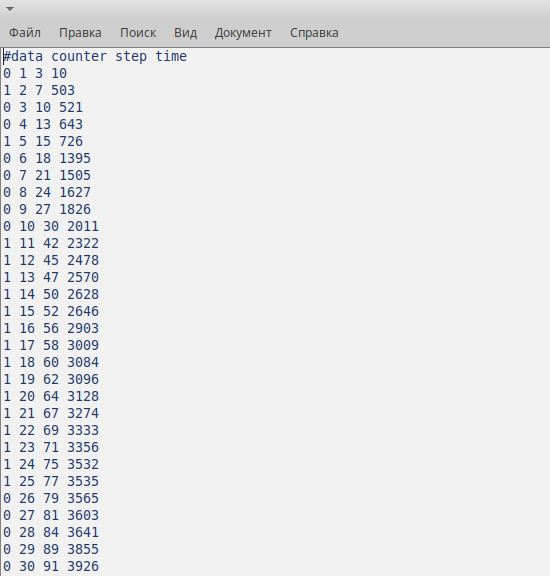 Файл Правка Поиск Вид Документ Справка
#data counter step time
0 1 3 10
1 2 7 503
0 3 10 521
0 4 13 643
1 5 15 726
0 6 18 1395
0 7 21 1505
0 8 24 1627
0 9 27 1826
0 10 30 2011
1 11 42 2322
1 12 45 2478
1 13 47 2570
1 14 50 2628
1 15 52 2646
1 16 56 2903
1 17 58 3009
1 18 60 3084
1 19 62 3096
1 20 64 3128
1 21 67 3274
1 22 69 3333
1 23 71 3356
1 24 75 3532
1 25 77 3535
0 26 79 3565
0 27 81 3603
0 28 84 3641
0 29 89 3855
0 30 91 3926